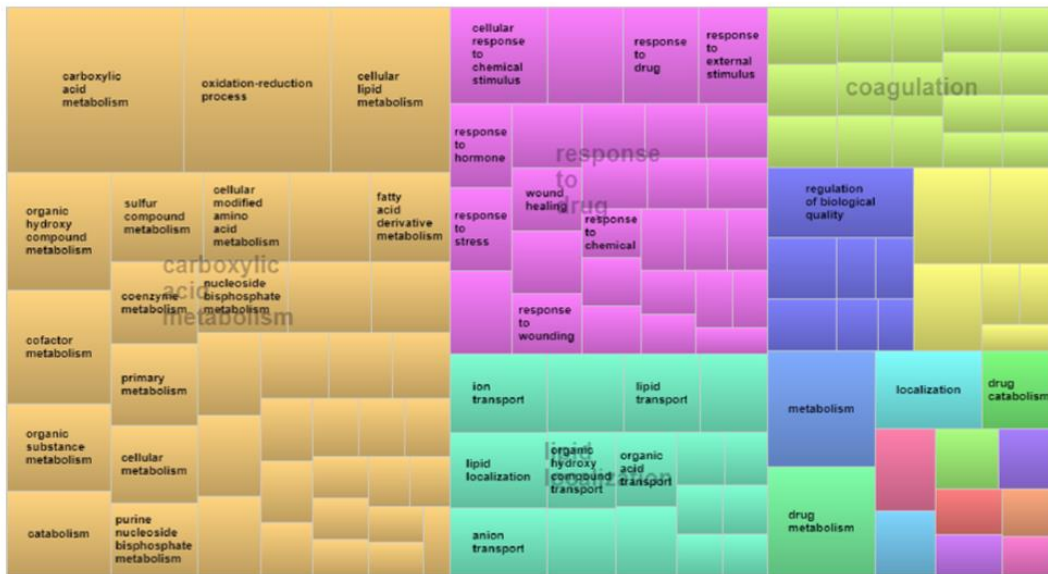 carboxylic
acid
metabolism
oxidation-reduction
process
cellular
lipid
metabolism
organic
hydroxy
compound
metabolism
sulfur
compound
metabolism
cellular
modified
amino
acid
metabolism
fatty
acid
derivative
metabolism
carboxylic
acid
metabolism
coenzyme
metabolism
nucleoside
bisphosphate
metabolism
cofactor
metabolism
primary
metabolism
organic
substance
metabolism
cellular
metabolism
catabolism
purine
nucleoside
bisphosphate
metabolism
cellular
response
to
chemical
stimulus
response
to
drug
response
to
external
stimulus
response
to
hormone
response
to
drug
wound
healing
response
to
stress
response
to
chemical
response
to
wounding
ion
transport
lipid
transport
lipid
localization
lipid
localization
organic
hydroxy
compound
transport
organic
acid
transport
anion
transport
coagulation
regulation
of biological
quality
metabolism
localization
drug
catabolism
drug
metabolism